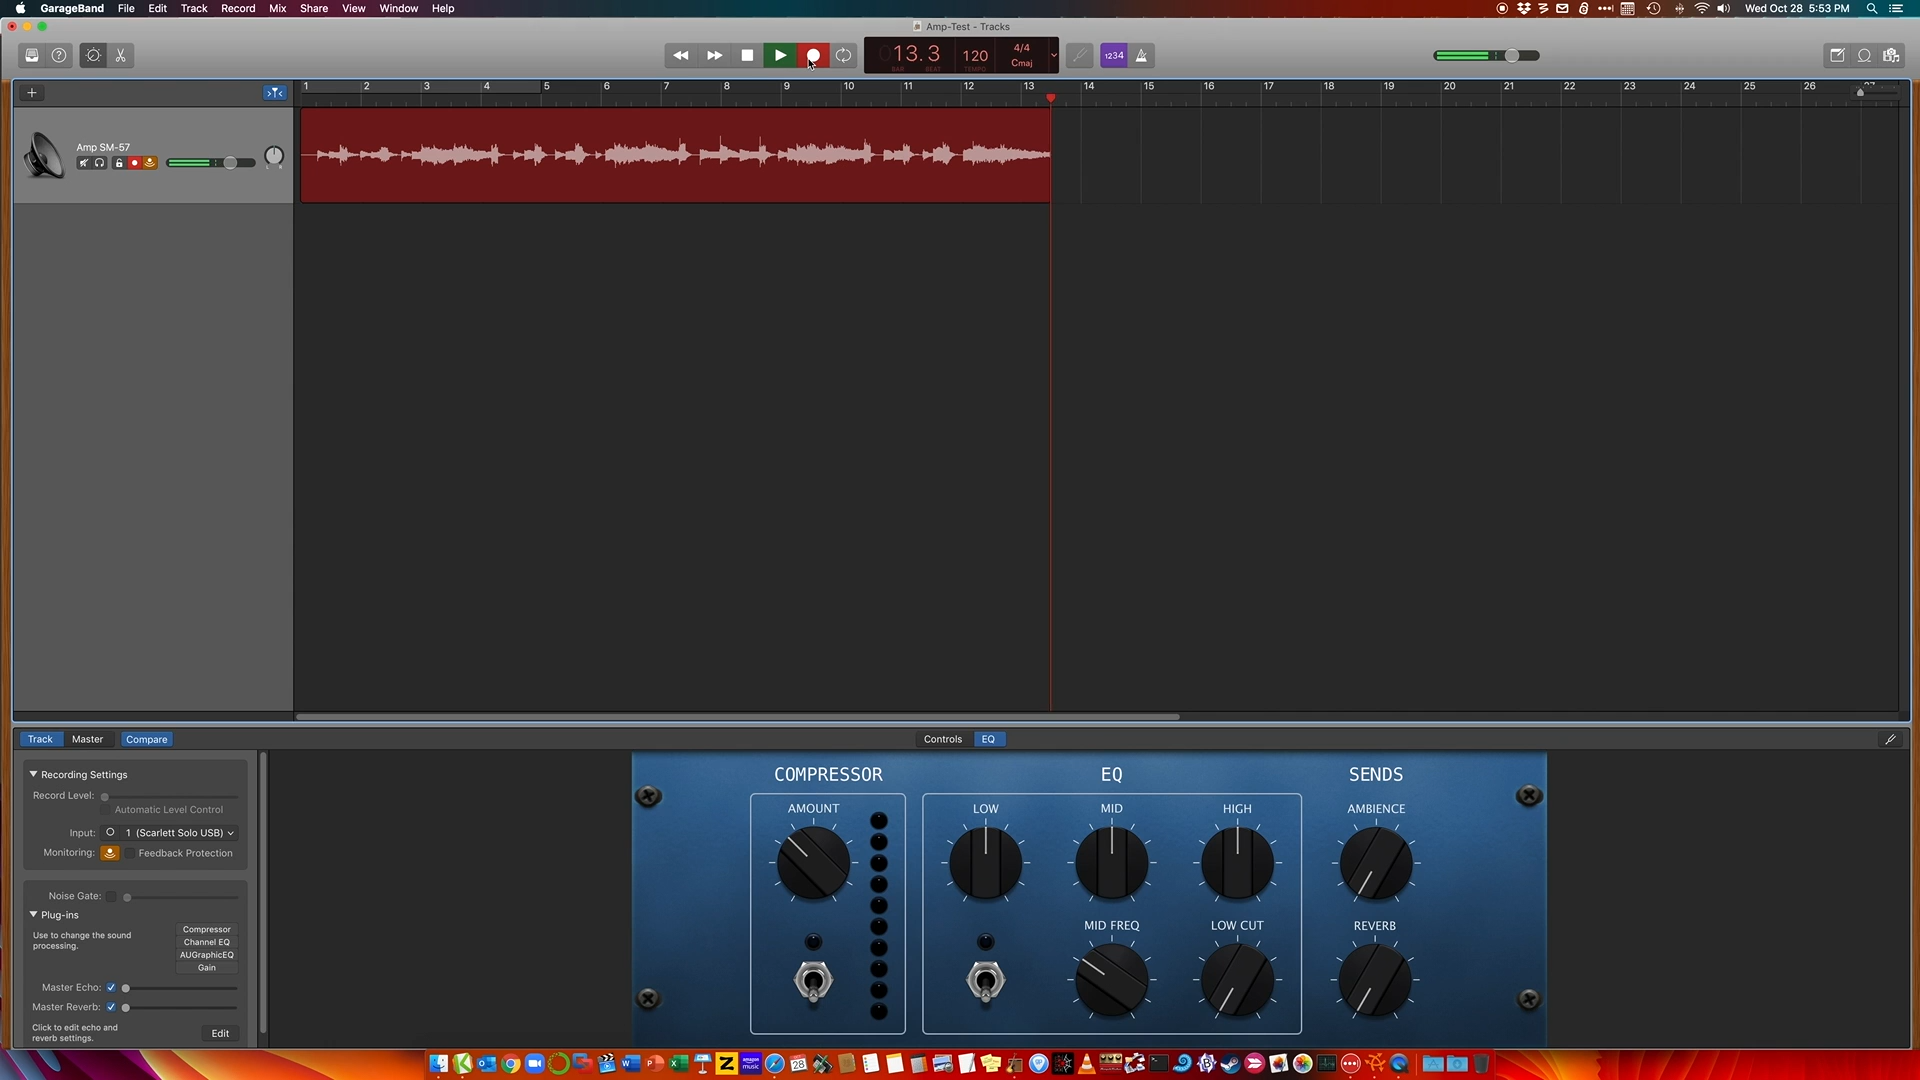 GarageBand File Edit Track Record Mix Share View Window Help Wed Oct 28 5:53 PM
Amp-Test - Tracks
13.3 120 4/4 1234
BAR BEAT TEMPO Cmaj
1 2 3 4 5 6 7 8 9 10 11 12 13 14 15 16 17 18 19 20 21 22 23 24 25 26 27
Amp SM-57
L R
Track Master Compare Controls EQ
Recording Settings
Record Level:
Automatic Level Control
Input: 1 (Scarlett Solo USB)
Monitoring: Feedback Protection
Noise Gate:
Plug-ins
Use to change the sound
processing.
Compressor
Channel EQ
AUGraphicEQ
Gain
Master Echo:
Master Reverb:
Click to edit echo and
reverb settings.
Edit
COMPRESSOR EQ SENDS
AMOUNT LOW MID HIGH AMBIENCE
MID FREQ LOW CUT REVERB
28